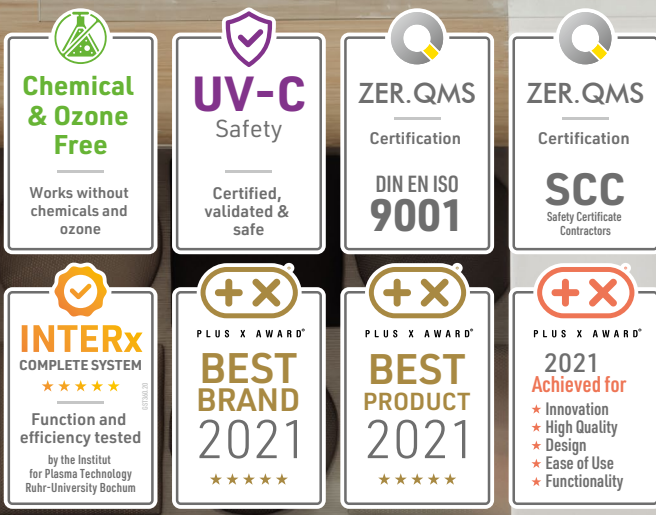 Chemical
& Ozone
Free
Works without
chemicals and
ozone
UV-C
Safety
Certified,
validated &
safe
ZER.QMS
Certification
DIN EN ISO
9001
ZER.QMS
Certification
SCC
Safety Certificate
Contractors
INTERx
COMPLETE SYSTEM
Function and
efficiency tested
by the Institut
for Plasma Technology
Ruhr-University Bochum
+X
PLUS X AWARD®
BEST
BRAND
2021
+X
PLUS X AWARD®
BEST
PRODUCT
2021
+X
PLUS X AWARD®
2021
Achieved for
★ Innovation
★ High Quality
★ Design
★ Ease of Use
★ Functionality